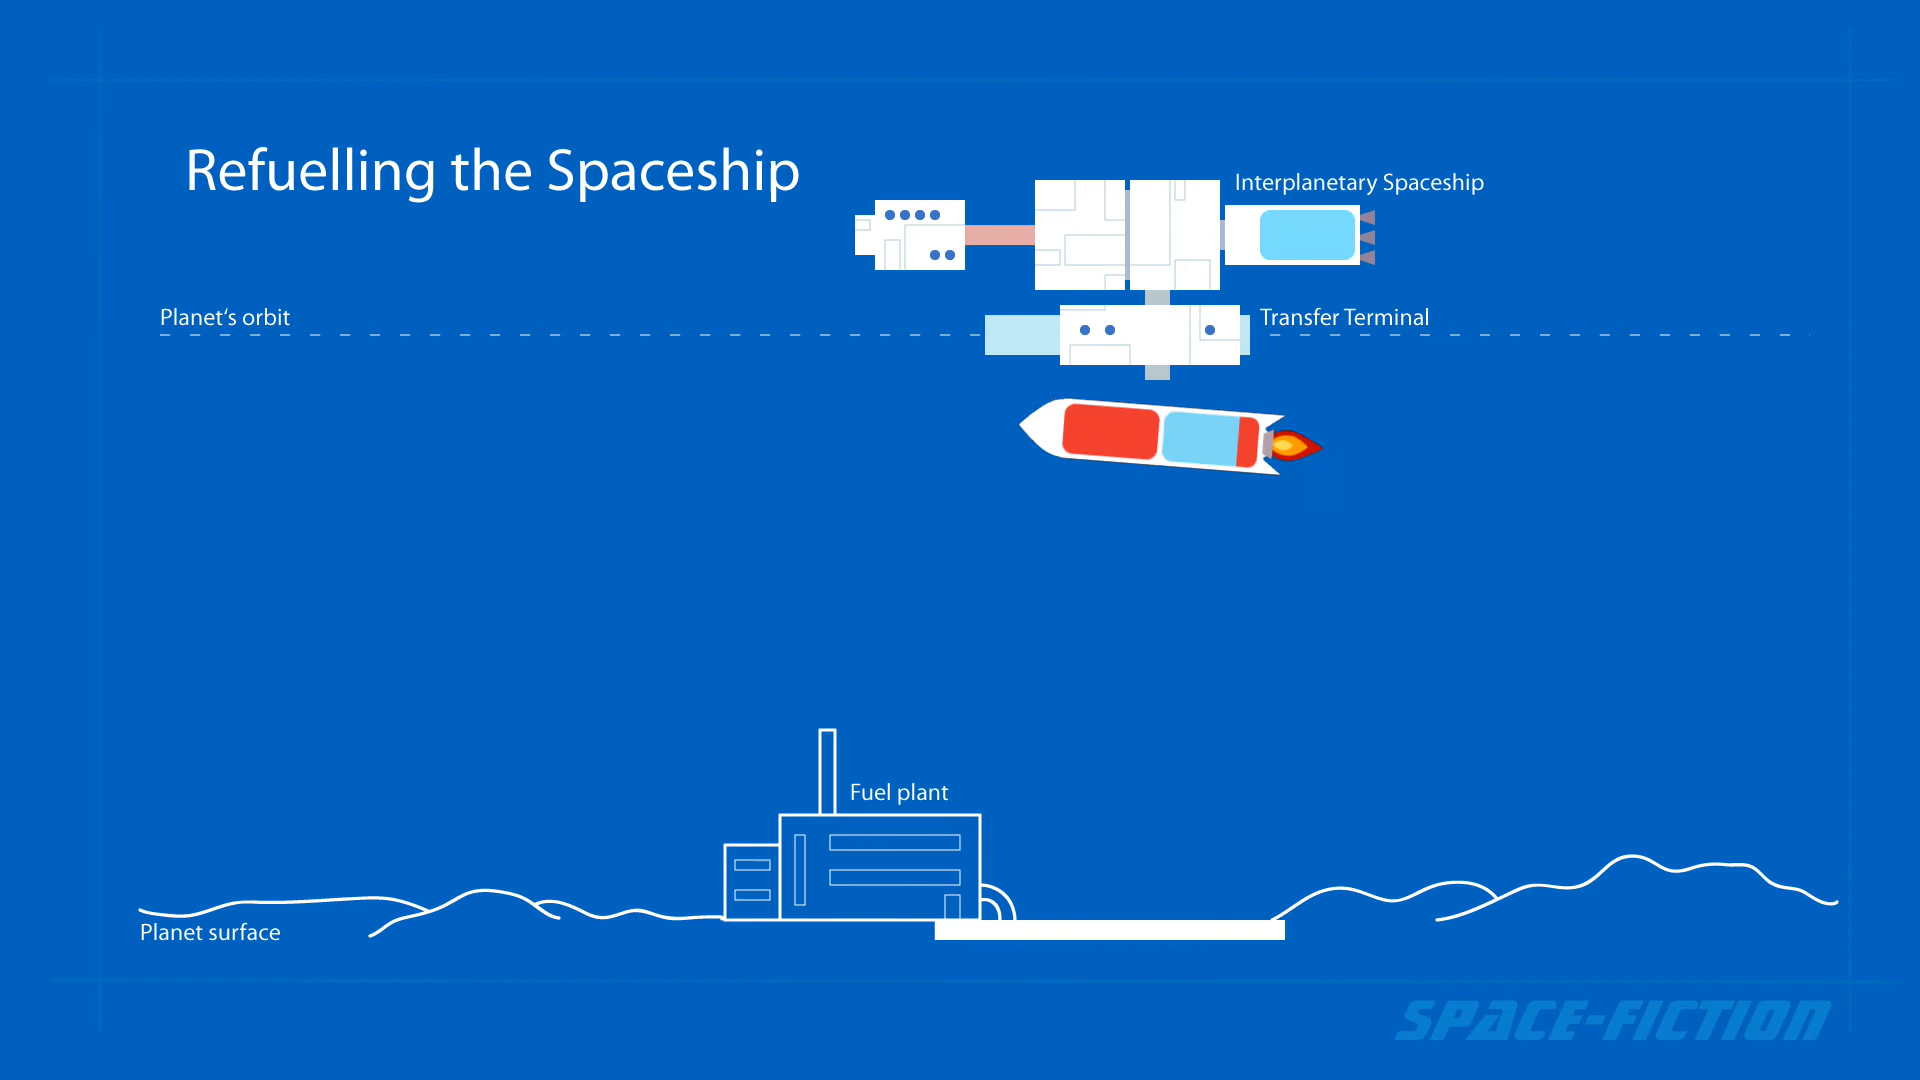 Refuelling the Spaceship
Interplanetary Spaceship
Planet‘s orbit
Transfer Terminal
Fuel plant
Planet surface
SPACE-FICTION